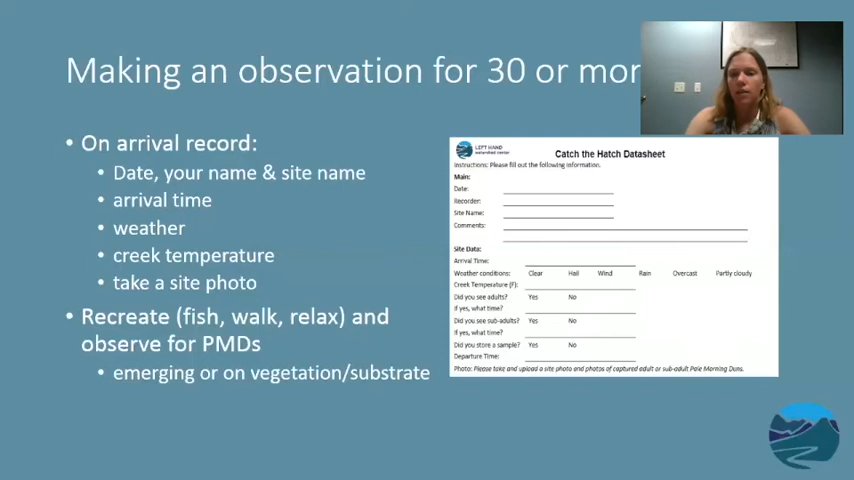 Making an observation for 30 or mor
• On arrival record:
• Date, your name & site name
• arrival time
• weather
• creek temperature
• take a site photo
• Recreate (fish, walk, relax) and
observe for PMDs
• emerging or on vegetation/substrate
LEFT HAND
watershed center
Catch the Hatch Datasheet
Instructions: Please fill out the following information.
Main:
Date:
Recorder:
Site Name:
Comments:
Site Data:
Arrival Time:
Weather conditions: Clear Hail Wind Rain Overcast Partly cloudy
Creek Temperature (F):
Did you see adults? Yes No
If yes, what time?
Did you see sub-adults? Yes No
If yes, what time?
Did you store a sample? Yes No
Departure Time:
Photo: Please take and upload a site photo and photos of captured adult or sub-adult Pale Morning Duns.